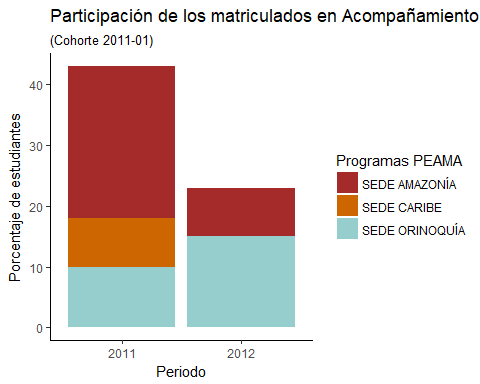 Participación de los matriculados en Acompañamiento
(Cohorte 2011-01)
Porcentaje de estudiantes
40
30
20
10
0
2011
2012
Periodo
Programas PEAMA
SEDE AMAZONÍA
SEDE CARIBE
SEDE ORINOQUÍA